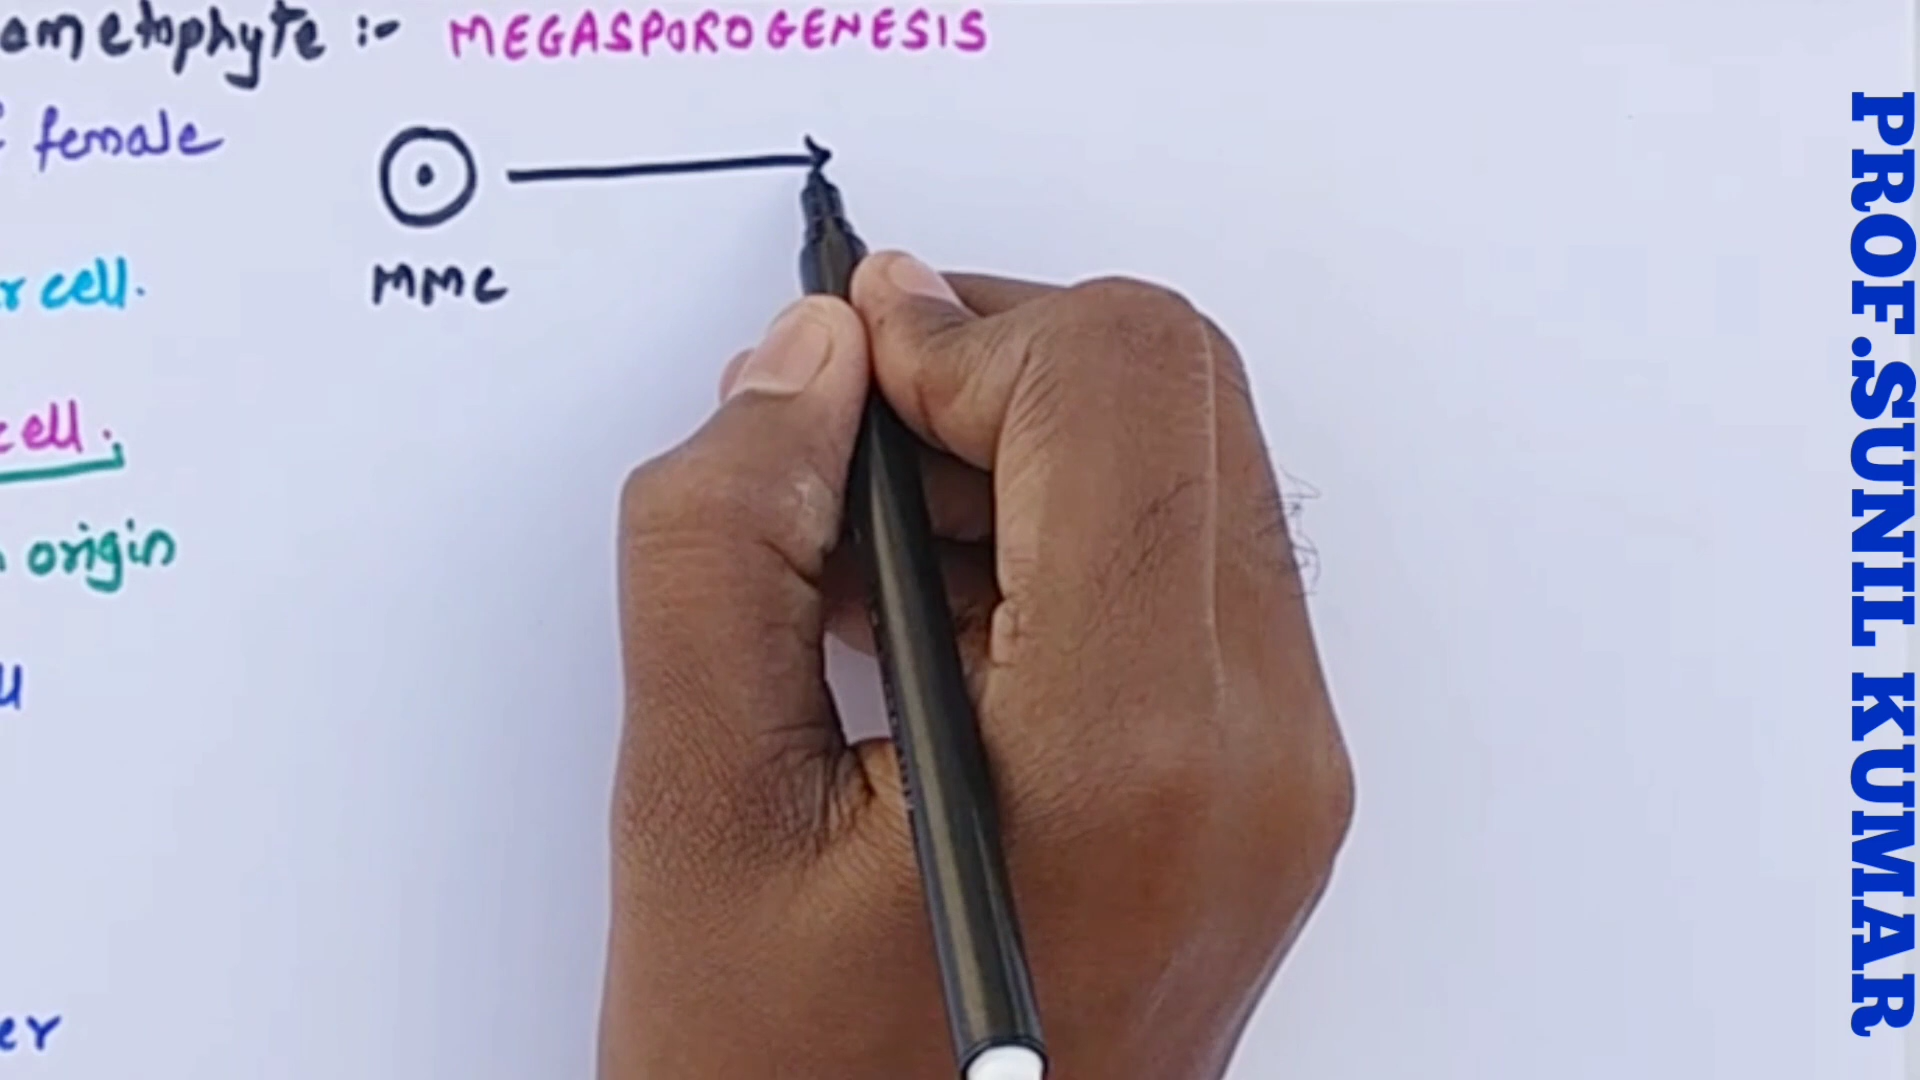 ametophyte :- MEGASPOROGENESIS
female
MMC
r cell.
cell.
origin
er
PROF.SUNIL KUMAR